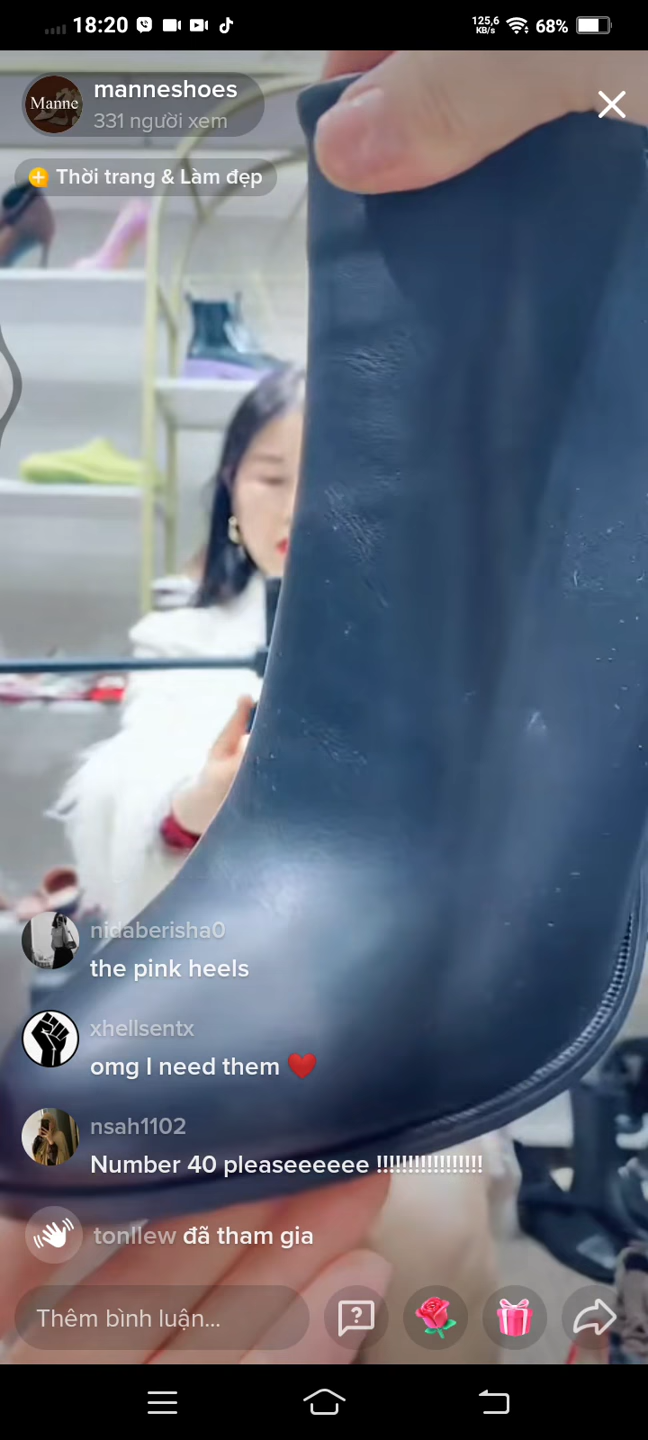 18:20
125,6
KB/s
68%
Manne
manneshoes
331 người xem
Thời trang & Làm đẹp
nidaberisha0
the pink heels
xhellsentx
omg I need them ❤️
nsah1102
Number 40 pleaseeeeee !!!!!!!!!!!!!!!!!
tonllew đã tham gia
Thêm bình luận...